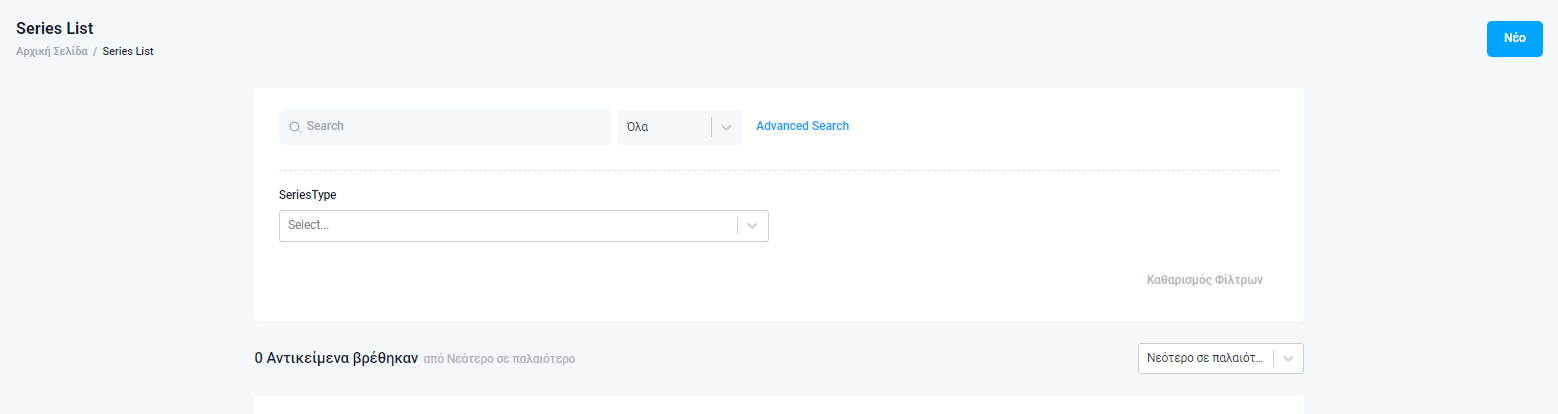 Series List
Αρχική Σελίδα / Series List
Νέο
Search
Όλα
Advanced Search
SeriesType
Select...
Καθαρισμός Φίλτρων
0 Αντικείμενα βρέθηκαν από Νεότερο σε παλαιότερο
Νεότερο σε παλαιότ...